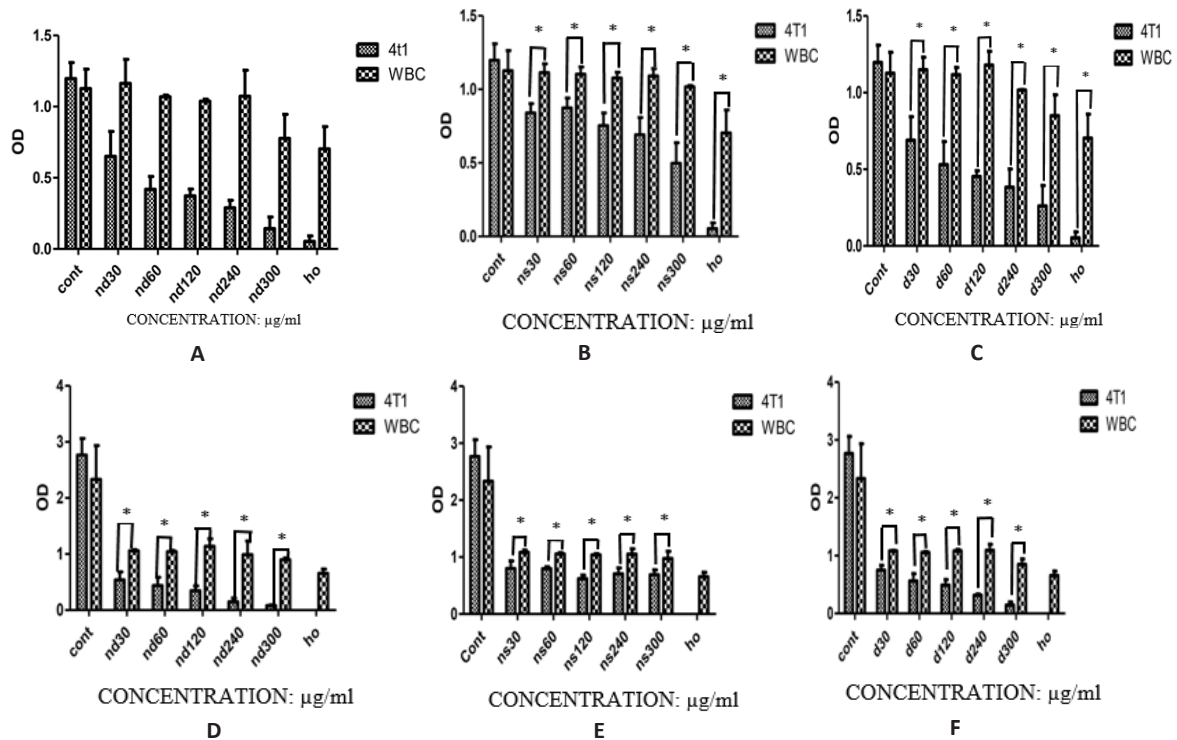 1.5
1.0
0.5
0.0
OD
4t1
WBC
cont
nd30
nd60
nd120
nd240
nd300
ho
CONCENTRATION: µg/ml
A
1.5
1.0
0.5
0.0
OD
* * * * * *
4T1
WBC
cont
ns30
ns60
ns120
ns240
ns300
ho
CONCENTRATION: µg/ml
B
1.5
1.0
0.5
0.0
OD
* * * * * *
4T1
WBC
Cont
d30
d60
d120
d240
d300
ho
CONCENTRATION: µg/ml
C
4
3
2
1
0
OD
* * * * *
4T1
WBC
cont
nd30
nd60
nd120
nd240
nd300
ho
CONCENTRATION: µg/ml
D
4
3
2
1
0
OD
* * * * *
4T1
WBC
Cont
ns30
ns60
ns120
ns240
ns300
ho
CONCENTRATION: µg/ml
E
4
3
2
1
0
OD
* * * * *
4T1
WBC
cont
d30
d60
d120
d240
d300
ho
CONCENTRATION: µg/ml
F